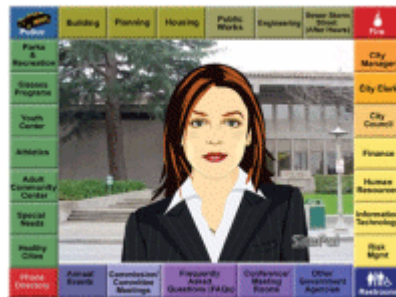 Police
Building
Planning
Housing
Public
Works
Engineering
Sewer Storm
Street
(After Hours)
Fire
Parks
&
Recreation
Classes
Programs
Youth
Center
Athletics
Adult
Community
Center
Special
Needs
Healthy
Cities
Phone
Directory
City
Manager
City Clerk
City
Council
Finance
Human
Resources
Information
Technology
Risk
Mgmt
Annual
Events
Commission/
Committee
Meetings
Frequently
Asked
Questions (FAQs)
Conference/
Meeting
Rooms
Other
Government
Agencies
Restrooms